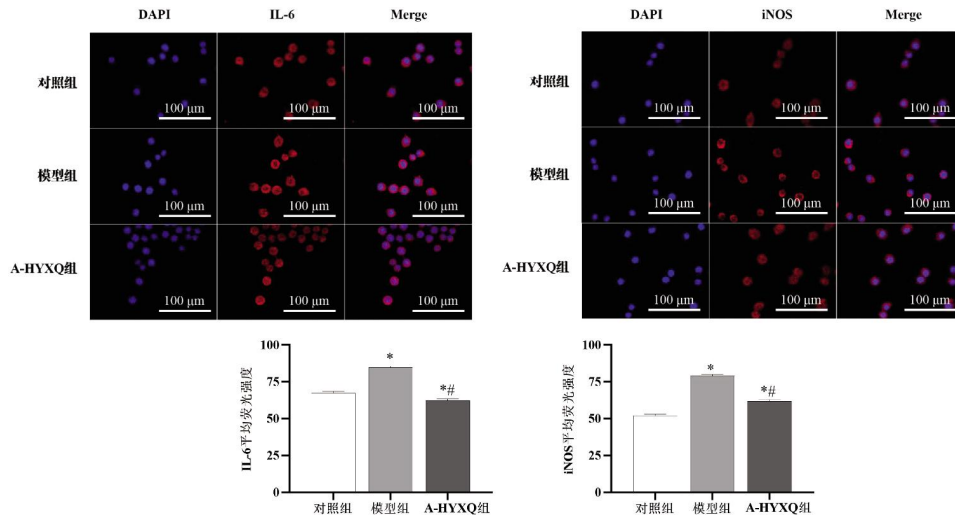 DAPI IL-6 Merge
对照组
100 μm 100 μm 100 μm
模型组
100 μm 100 μm 100 μm
A-HYXQ组
100 μm 100 μm 100 μm
DAPI iNOS Merge
对照组
100 μm 100 μm 100 μm
模型组
100 μm 100 μm 100 μm
A-HYXQ组
100 μm 100 μm 100 μm
IL-6平均荧光强度
100
75
50
25
0
*
*#
对照组 模型组 A-HYXQ组
iNOS平均荧光强度
100
75
50
25
0
*
*#
对照组 模型组 A-HYXQ组